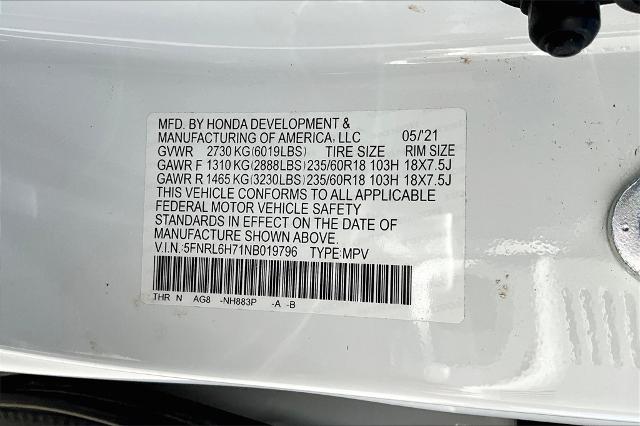 MFD. BY HONDA DEVELOPMENT &
MANUFACTURING OF AMERICA, LLC 05/'21
GVWR 2730 KG(6019LBS) TIRE SIZE RIM SIZE
GAWR F 1310 KG(2888LBS) 235/60R18 103H 18X7.5J
GAWR R 1465 KG(3230LBS) 235/60R18 103H 18X7.5J
THIS VEHICLE CONFORMS TO ALL APPLICABLE
FEDERAL MOTOR VEHICLE SAFETY
STANDARDS IN EFFECT ON THE DATE OF
MANUFACTURE SHOWN ABOVE.
V.I.N. 5FNRL6H71NB019796 TYPE:MPV
THR N AG8 -NH883P -A -B